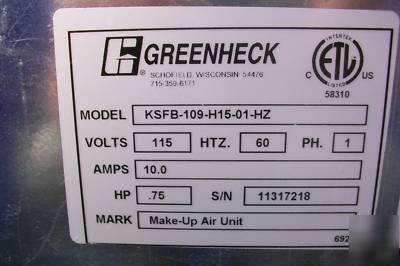 GREENHECK
SCHOFIELD, WISCONSIN 54476
715-359-6171
INTERTEK
ETL
LISTED
C US
58310
MODEL KSFB-109-H15-01-HZ
VOLTS 115 HTZ. 60 PH. 1
AMPS 10.0
HP .75 S/N 11317218
MARK Make-Up Air Unit
692